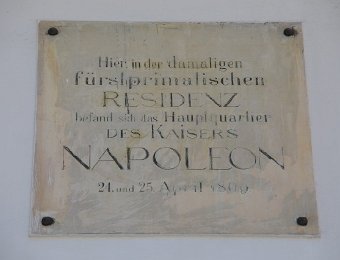 Hier, in der damaligen
fürstprimatischen
RESIDENZ
befand sich das Hauptquartier
DES KAISERS
NAPOLEON
24. und 25. April 1809